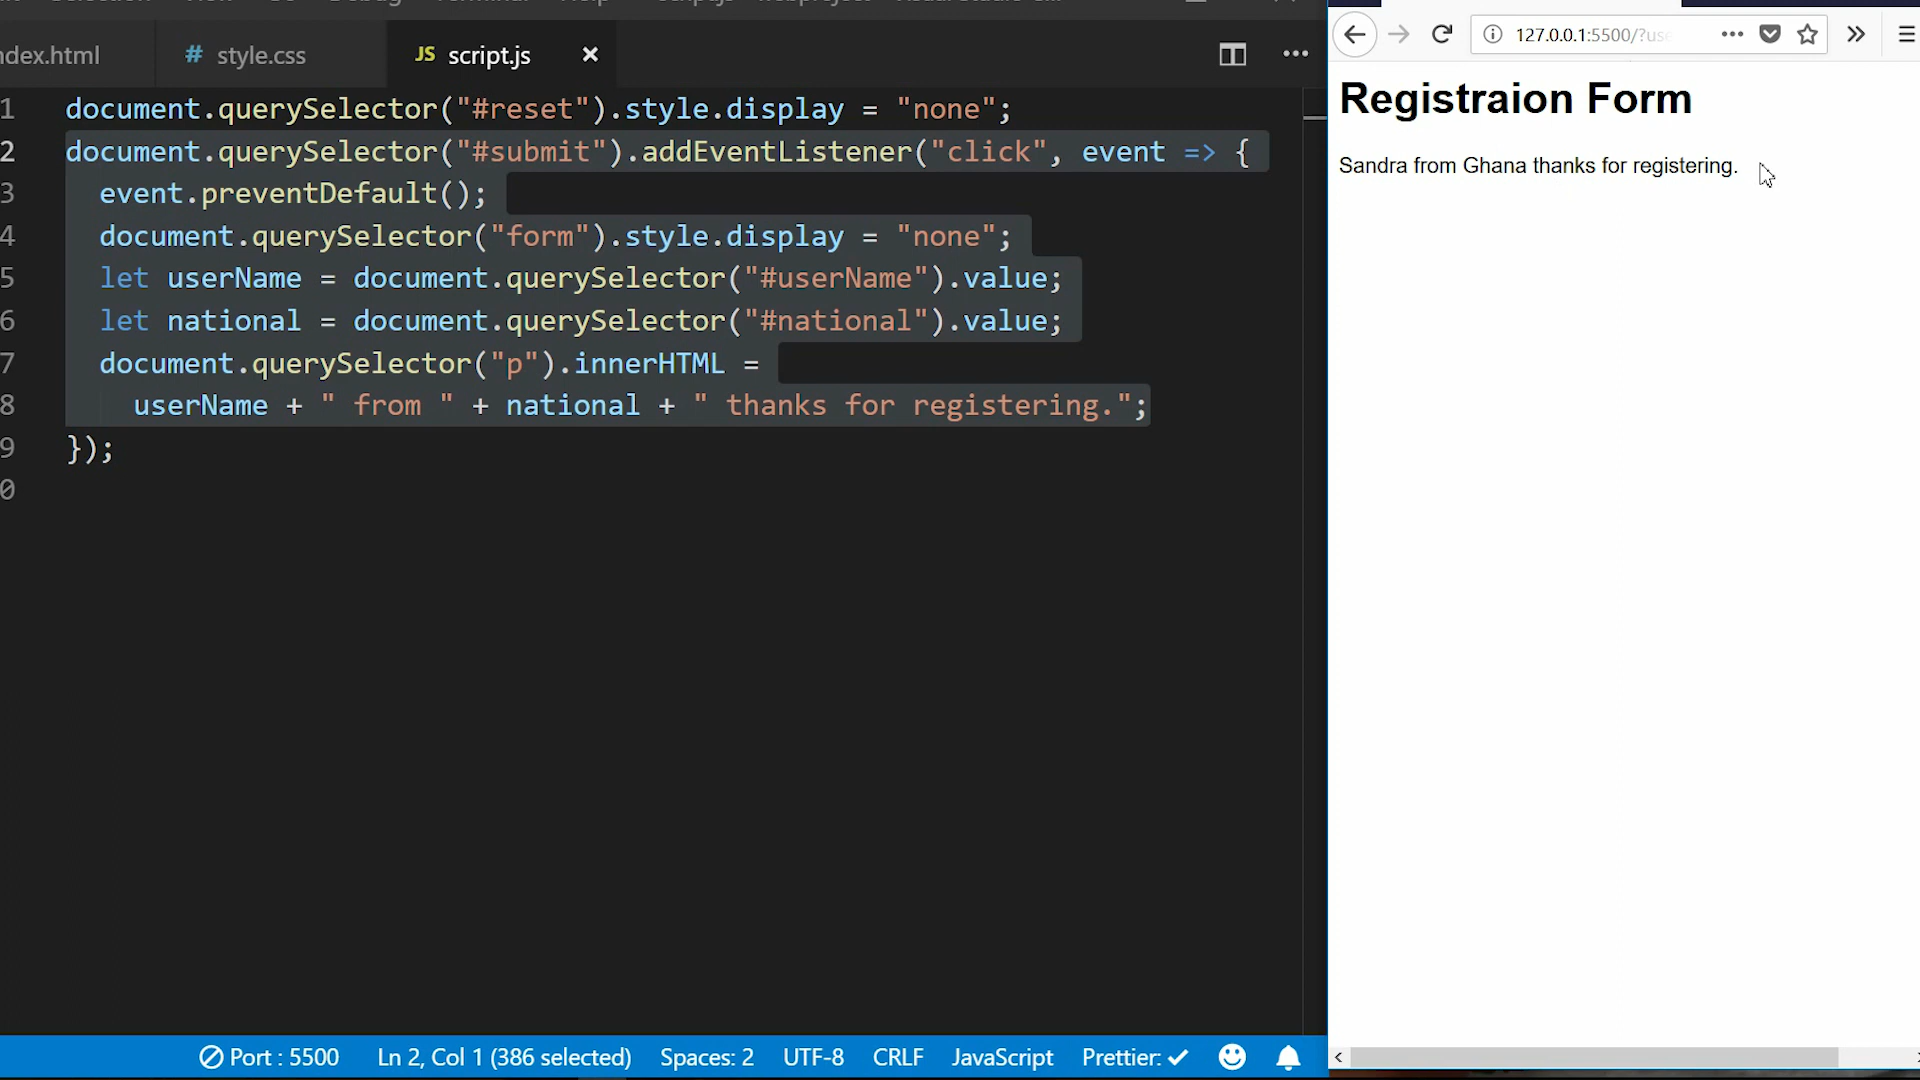 ndex.html # style.css JS script.js ×
1 document.querySelector("#reset").style.display = "none";
2 document.querySelector("#submit").addEventListener("click", event => {
3 event.preventDefault();
4 document.querySelector("form").style.display = "none";
5 let userName = document.querySelector("#userName").value;
6 let national = document.querySelector("#national").value;
7 document.querySelector("p").innerHTML =
8 userName + " from " + national + " thanks for registering.";
9 });
0
Port : 5500 Ln 2, Col 1 (386 selected) Spaces: 2 UTF-8 CRLF JavaScript Prettier: ✓
127.0.0.1:5500/?use
Registraion Form
Sandra from Ghana thanks for registering.